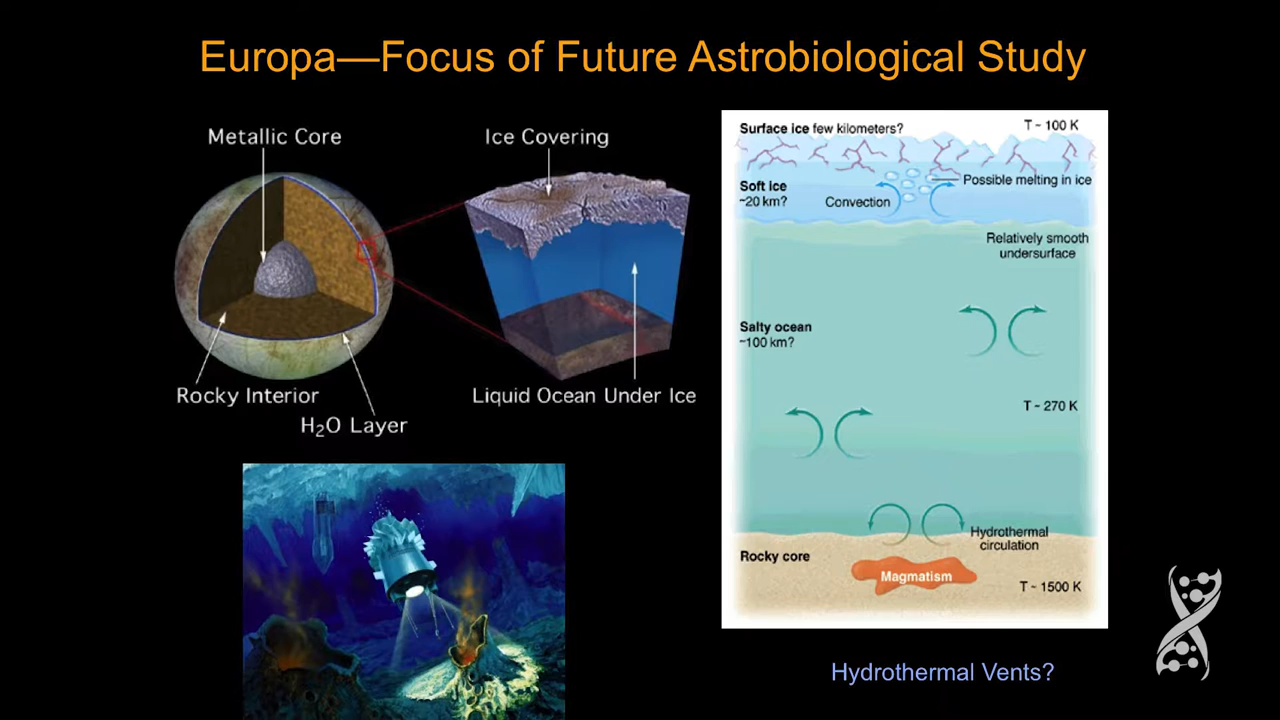 Europa—Focus of Future Astrobiological Study
Metallic Core
Ice Covering
Rocky Interior
H₂O Layer
Liquid Ocean Under Ice
Surface ice few kilometers?
T ~ 100 K
Soft ice
~20 km?
Convection
Possible melting in ice
Relatively smooth
undersurface
Salty ocean
~100 km?
T ~ 270 K
Hydrothermal
circulation
Rocky core
Magmatism
T ~ 1500 K
Hydrothermal Vents?